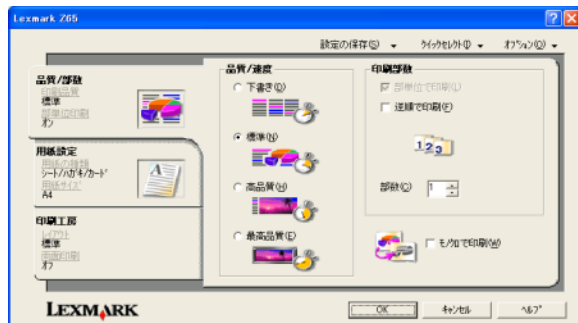 Lexmark Z65
設定の保存(S)
クイックセレクト(I)
オプション(O)
品質/部数
印刷品質
標準
部単位印刷
オン
用紙設定
用紙の種類
シート/ハガキ/カード
用紙サイズ
A4
印刷工房
レイアウト
標準
両面印刷
オフ
品質/速度
下書き(Q)
標準(N)
高品質(H)
最高品質(E)
印刷部数
部単位で印刷(L)
逆順で印刷(F)
1 2 3
部数(C)
1
モノクロで印刷(W)
LEXMARK
OK
キャンセル
ヘルプ